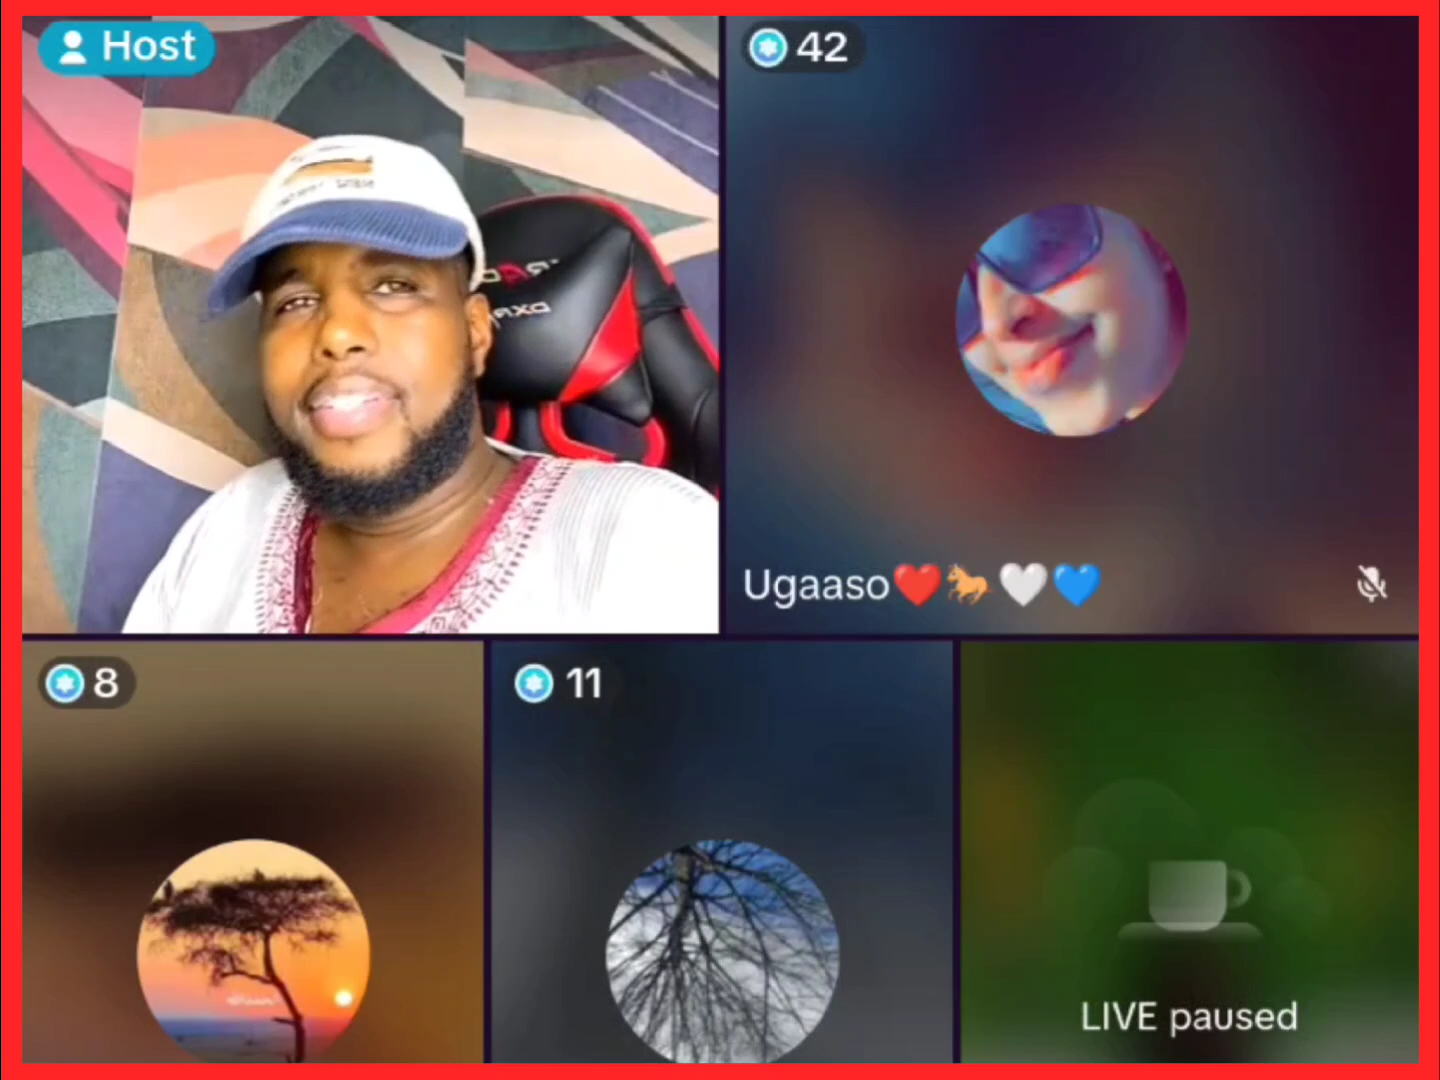 Host
42
Ugaaso❤️🐎🤍💙
8
11
LIVE paused